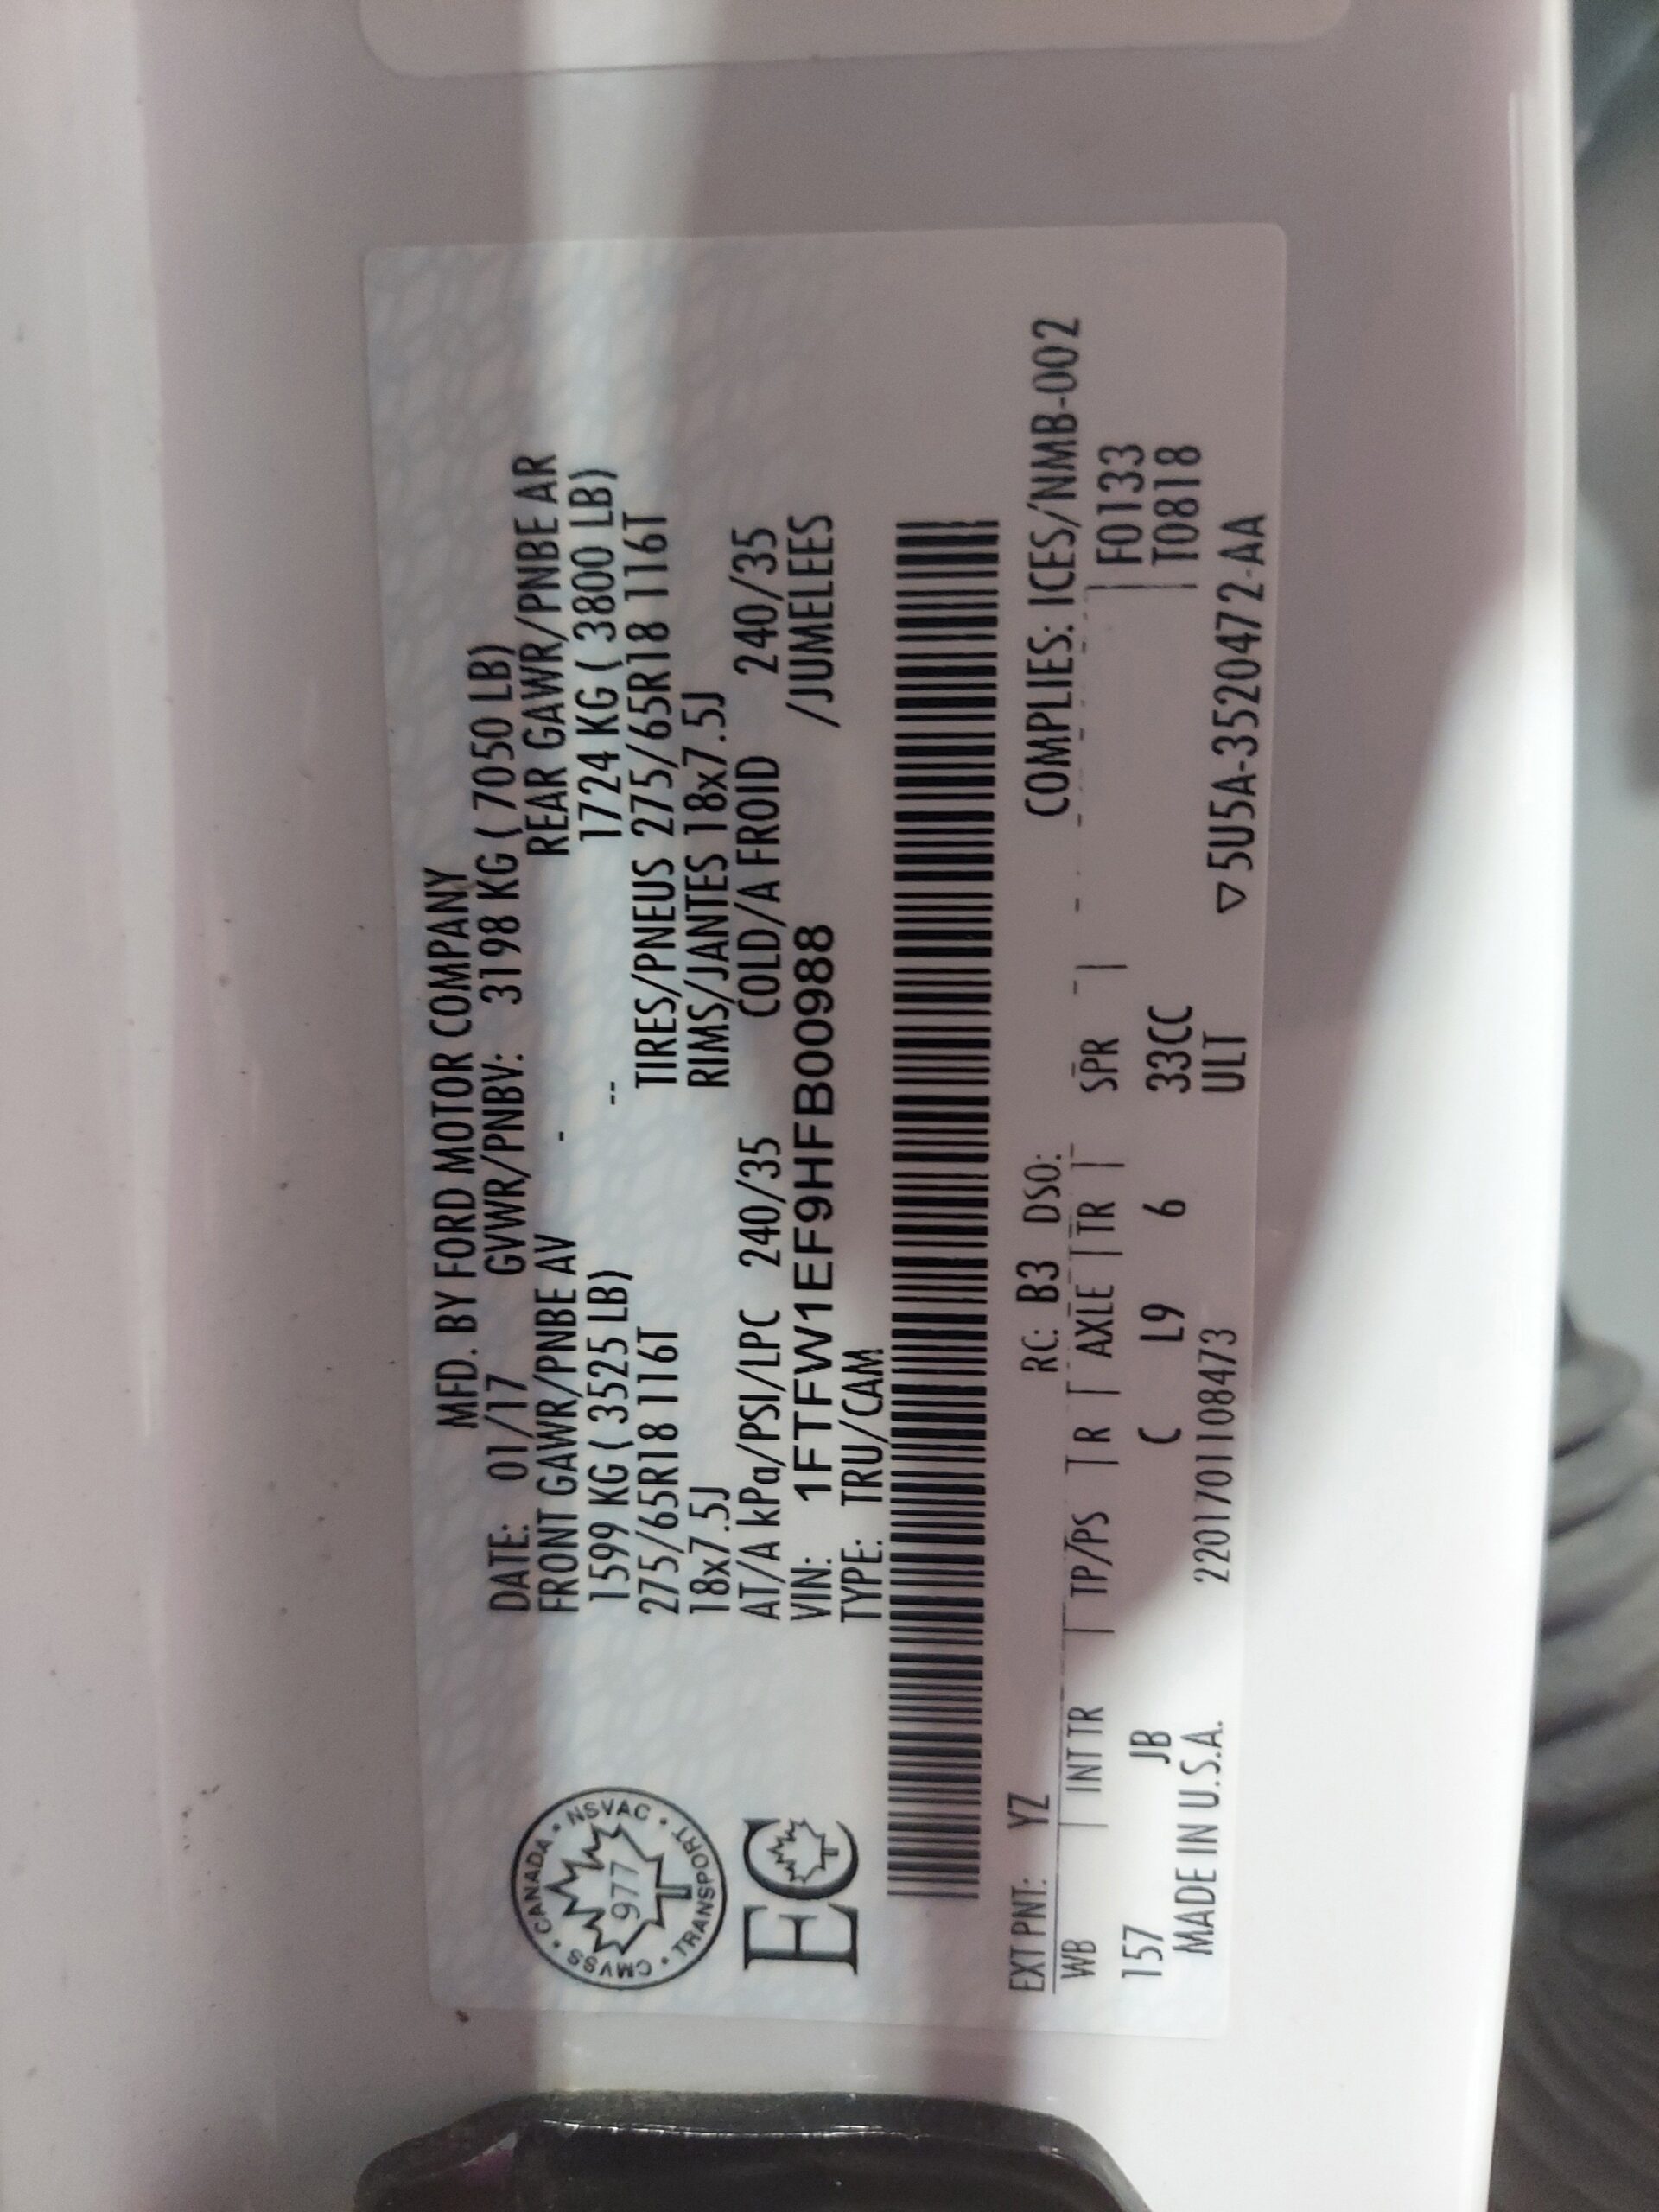 MFD. BY FORD MOTOR COMPANY
DATE: 01/17 GVWR/PNBV: 3198 KG ( 7050 LB)
FRONT GAWR/PNBE AV - REAR GAWR/PNBE AR
1599 KG ( 3525 LB) -- 1724 KG ( 3800 LB)
275/65R18 116T TIRES/PNEUS 275/65R18 116T
18x7.5J RIMS/JANTES 18x7.5J
AT/A kPa/PSI/LPC 240/35 COLD/A FROID 240/35
VIN: 1FTFW1EF9HFB00988 /JUMELEES
TYPE: TRU/CAM
CMVSS • CANADA • NSVAC • TRANSPORT •
977
EC
EXT PNT: YZ RC: B3 DSO: COMPLIES: ICES/NMB-002
WB | INT TR | TP/PS | R | AXLE | TR | SPR | F0133
157 JB C L9 6 33CC | T0818
MADE IN U.S.A. 2201701108473 ULT ▽5U5A-3520472-AA